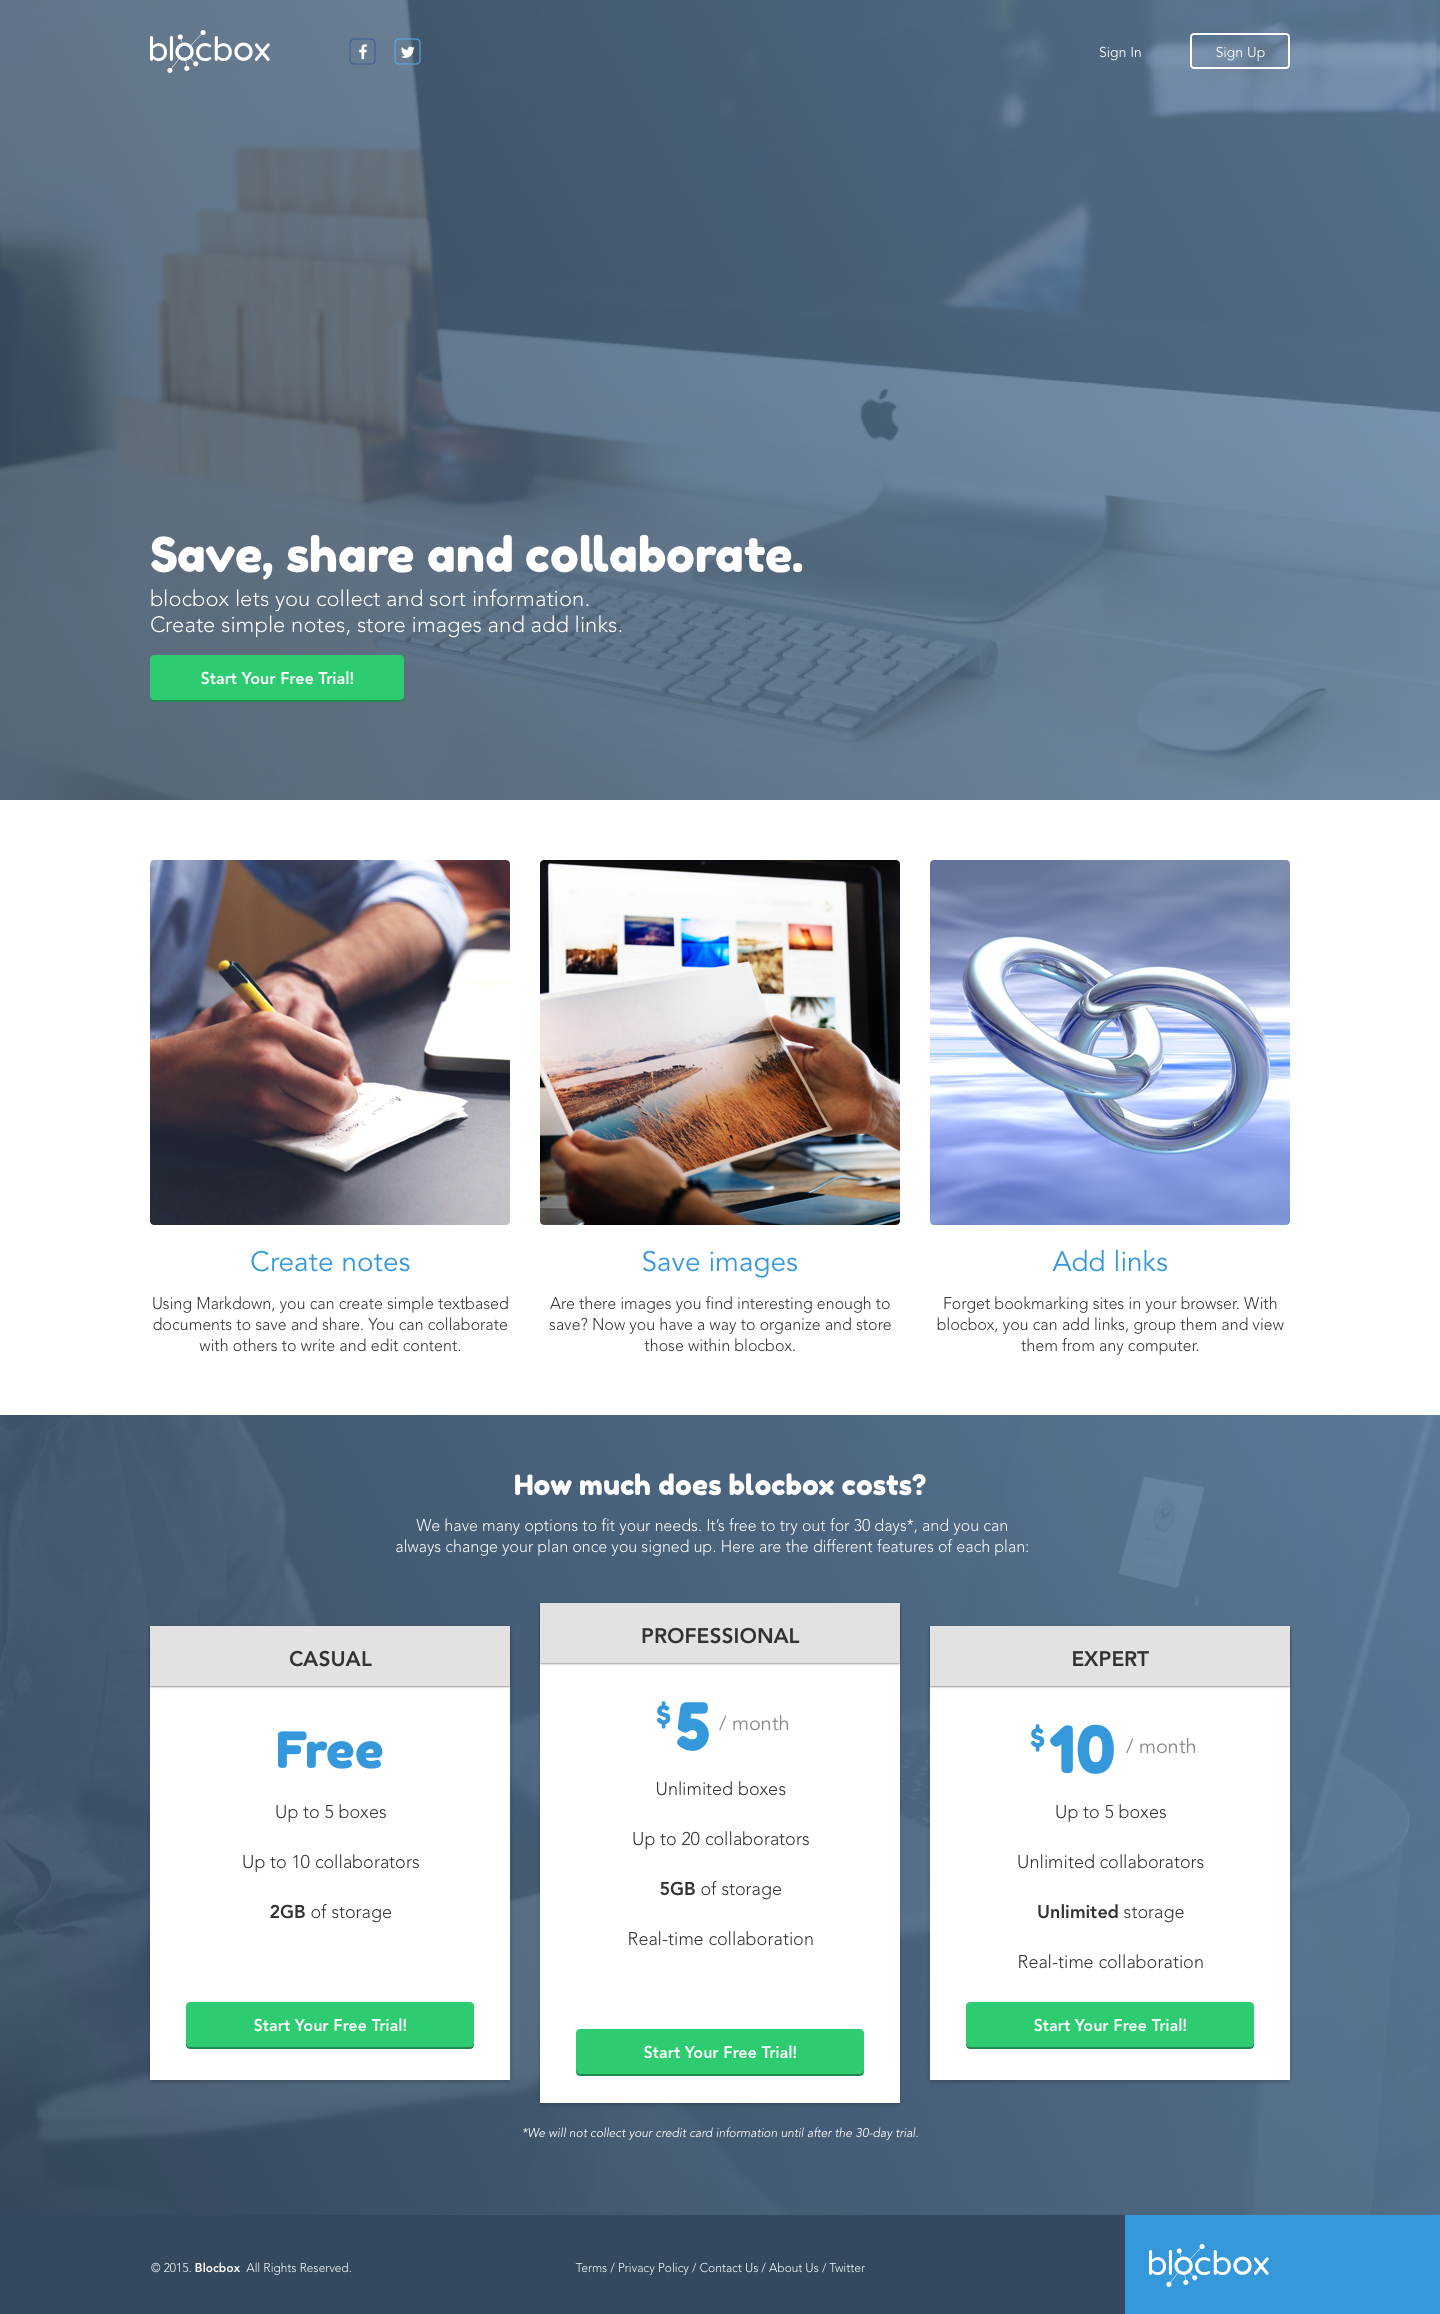 blocbox
Sign In
Sign Up
Save, share and collaborate.
blocbox lets you collect and sort information.
Create simple notes, store images and add links.
Start Your Free Trial!
Create notes
Using Markdown, you can create simple textbased
documents to save and share. You can collaborate
with others to write and edit content.
Save images
Are there images you find interesting enough to
save? Now you have a way to organize and store
those within blocbox.
Add links
Forget bookmarking sites in your browser. With
blocbox, you can add links, group them and view
them from any computer.
How much does blocbox costs?
We have many options to fit your needs. It’s free to try out for 30 days*, and you can
always change your plan once you signed up. Here are the different features of each plan:
CASUAL
Free
Up to 5 boxes
Up to 10 collaborators
2GB of storage
Start Your Free Trial!
PROFESSIONAL
$5 / month
Unlimited boxes
Up to 20 collaborators
5GB of storage
Real-time collaboration
Start Your Free Trial!
EXPERT
$10 / month
Up to 5 boxes
Unlimited collaborators
Unlimited storage
Real-time collaboration
Start Your Free Trial!
*We will not collect your credit card information until after the 30-day trial.
© 2015. Blocbox All Rights Reserved.
Terms / Privacy Policy / Contact Us / About Us / Twitter
blocbox